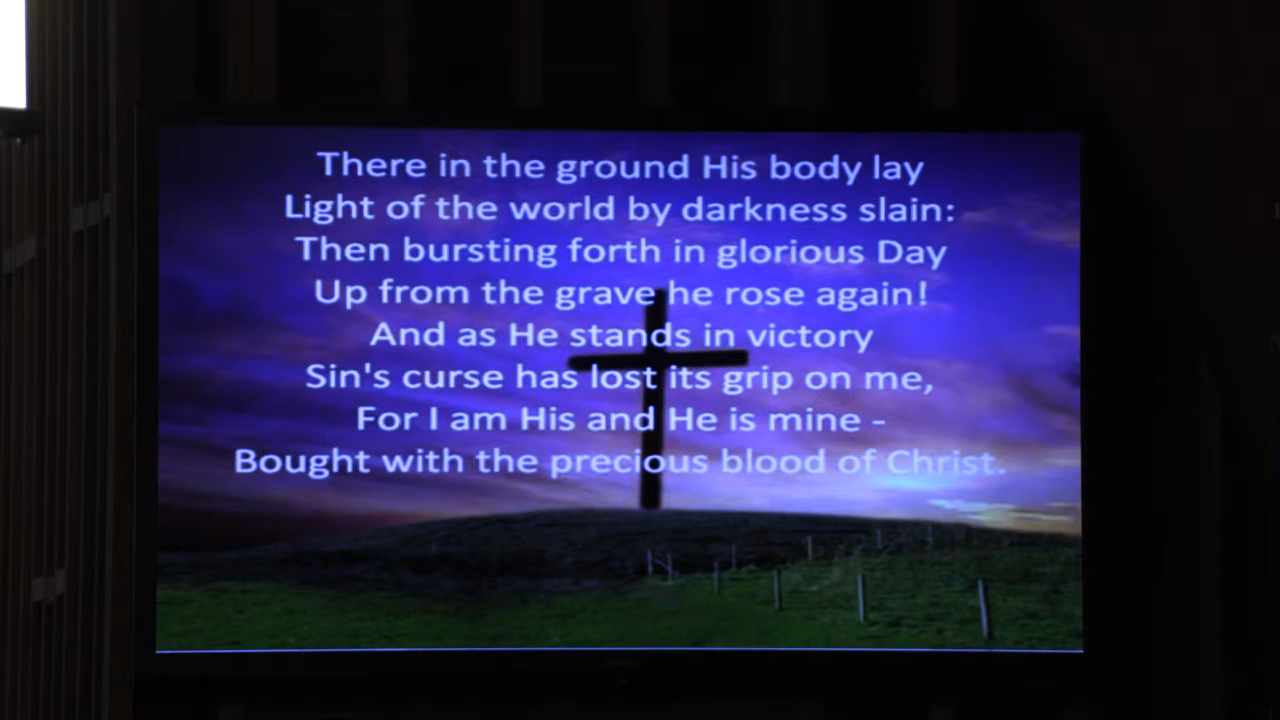 There in the ground His body lay
Light of the world by darkness slain:
Then bursting forth in glorious Day
Up from the grave he rose again!
And as He stands in victory
Sin's curse has lost its grip on me,
For I am His and He is mine -
Bought with the precious blood of Christ.